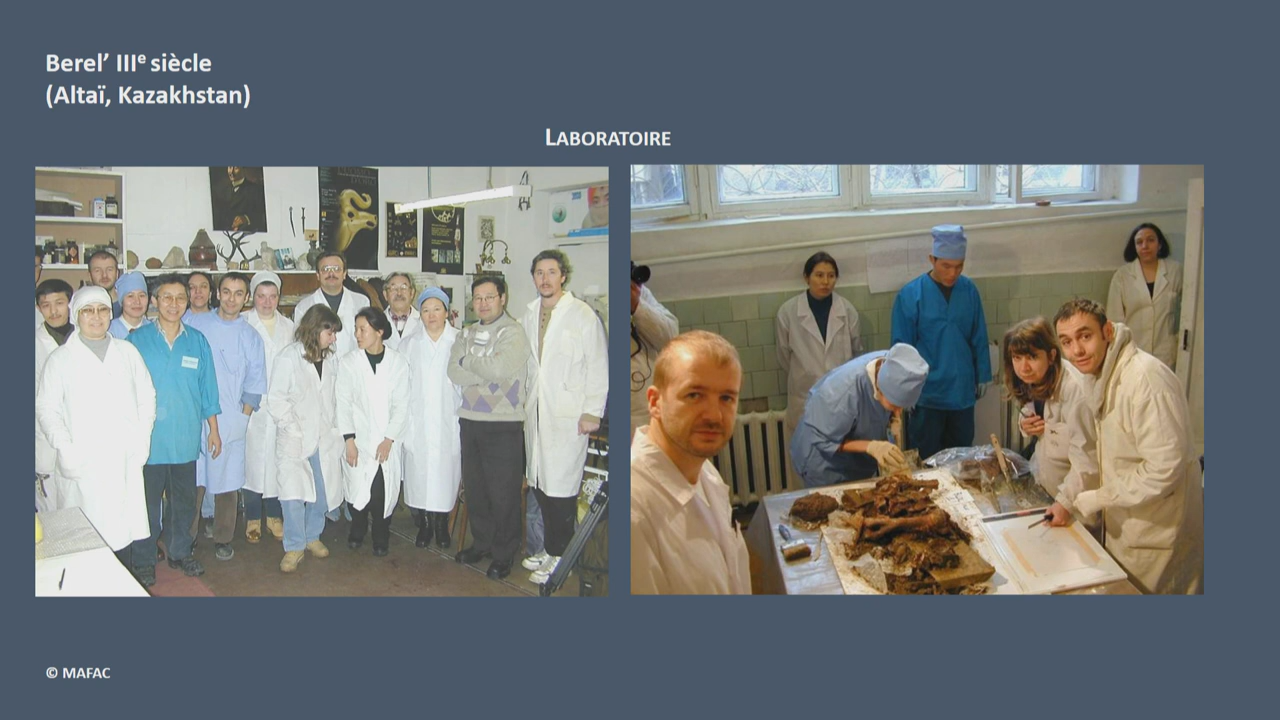 Berel’ IIIe siècle
(Altaï, Kazakhstan)
LABORATOIRE
© MAFAC